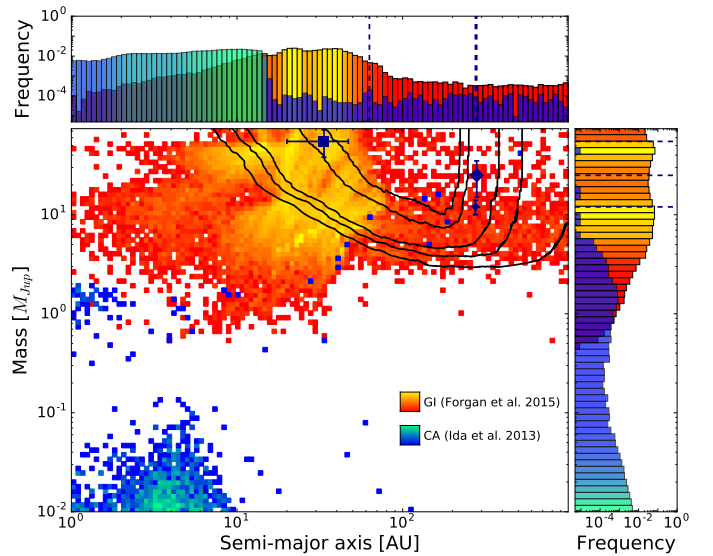 10^0
10^-2
10^-4
Frequency
10^1
10^0
10^-1
10^-2
Mass [M_Jup]
GI (Forgan et al. 2015)
CA (Ida et al. 2013)
10^0
10^1
10^2
Semi-major axis [AU]
10^-4
10^-2
10^0
Frequency